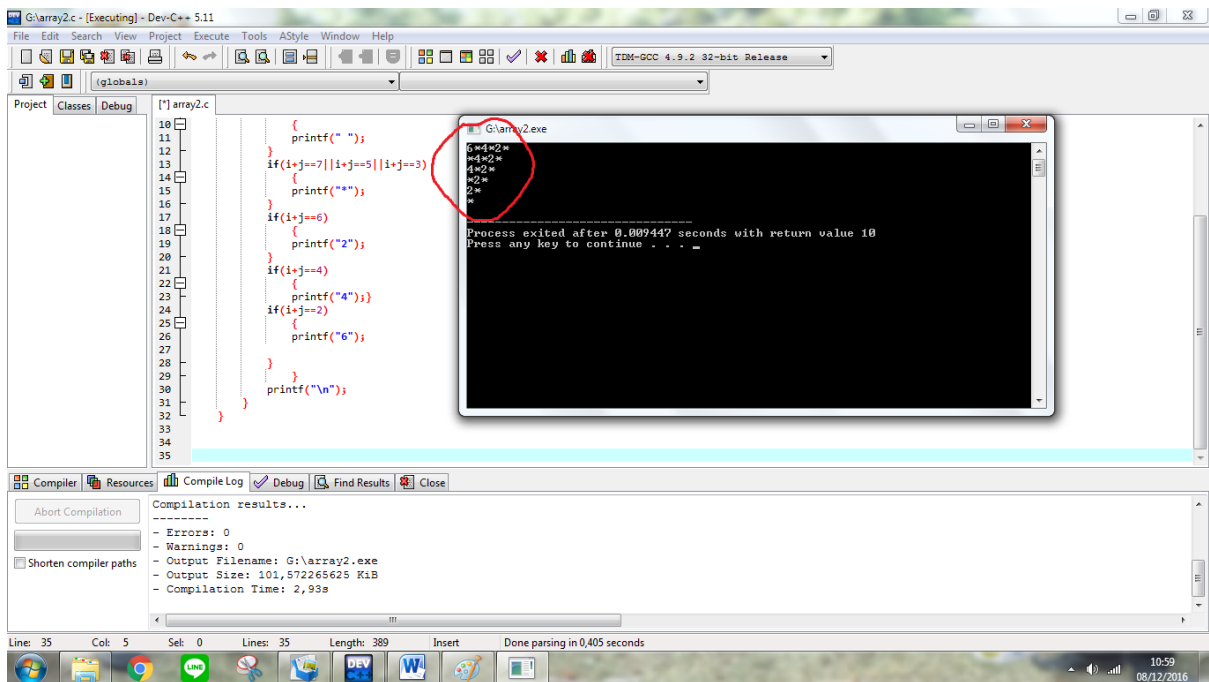 G:\array2.c - [Executing] - Dev-C++ 5.11
File Edit Search View Project Execute Tools AStyle Window Help
TDM-GCC 4.9.2 32-bit Release
(globals)
Project Classes Debug
[*] array2.c
10 {
11 printf(" ");
12 }
13 if(i+j==7||i+j==5||i+j==3)
14 {
15 printf("*");
16 }
17 if(i+j==6)
18 {
19 printf("2");
20 }
21 if(i+j==4)
22 {
23 printf("4");}
24 if(i+j==2)
25 {
26 printf("6");
27
28 }
29 }
30 printf("\n");
31 }
32 }
33
34
35
G:\array2.exe
6*4*2*
*4*2*
4*2*
*2*
2*
*
--------------------------------
Process exited after 0.009447 seconds with return value 10
Press any key to continue . . . _
Compiler Resources Compile Log Debug Find Results Close
Abort Compilation
Shorten compiler paths
Compilation results...
--------
- Errors: 0
- Warnings: 0
- Output Filename: G:\array2.exe
- Output Size: 101,572265625 KiB
- Compilation Time: 2,93s
Line: 35 Col: 5 Sel: 0 Lines: 35 Length: 389 Insert Done parsing in 0,405 seconds
LINE
DEV
W
10:59
08/12/2016